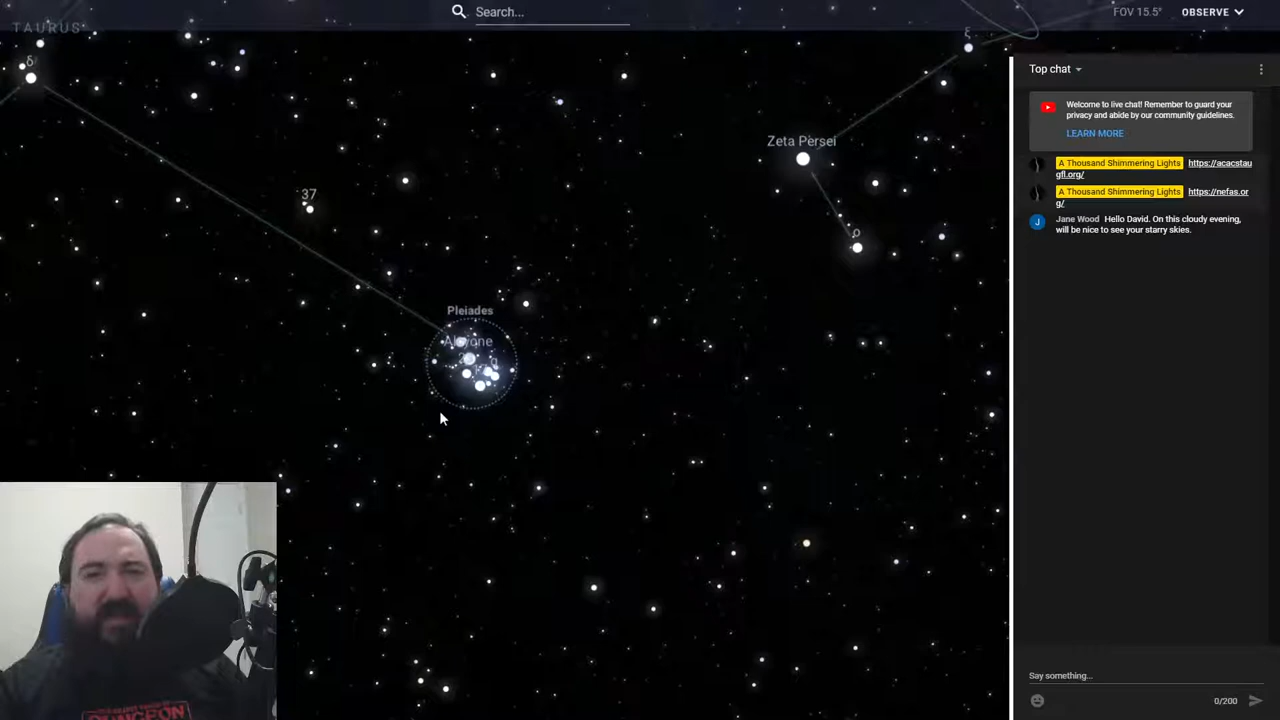 TAURUS
Search...
FOV 15.5°
OBSERVE
δ
ξ
Zeta Persei
37
ο
Pleiades
Alcyone
q
Top chat
Welcome to live chat! Remember to guard your
privacy and abide by our community guidelines.
LEARN MORE
A Thousand Shimmering Lights https://acacstau
gfl.org/
A Thousand Shimmering Lights https://nefas.or
g/
J
Jane Wood Hello David. On this cloudy evening,
will be nice to see your starry skies.
Say something...
0/200
DUNGEON